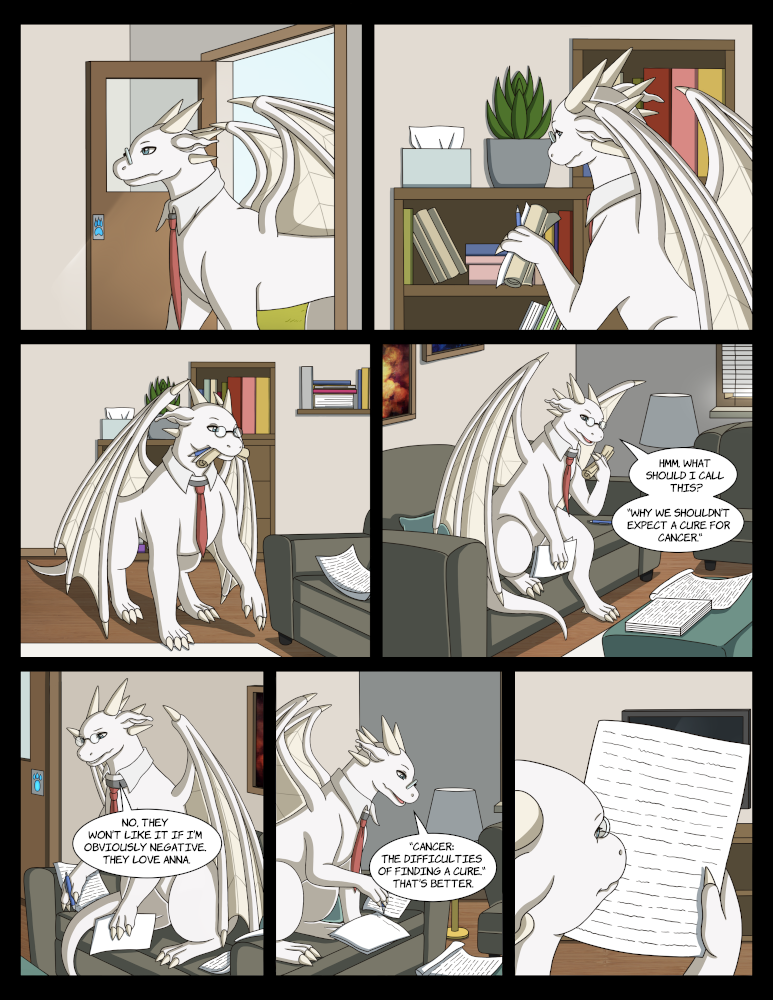 HMM. WHAT
SHOULD I CALL
THIS?
"WHY WE SHOULDN'T
EXPECT A CURE FOR
CANCER."
NO, THEY
WON'T LIKE IT IF I'M
OBVIOUSLY NEGATIVE.
THEY LOVE ANNA.
"CANCER:
THE DIFFICULTIES
OF FINDING A CURE."
THAT'S BETTER.